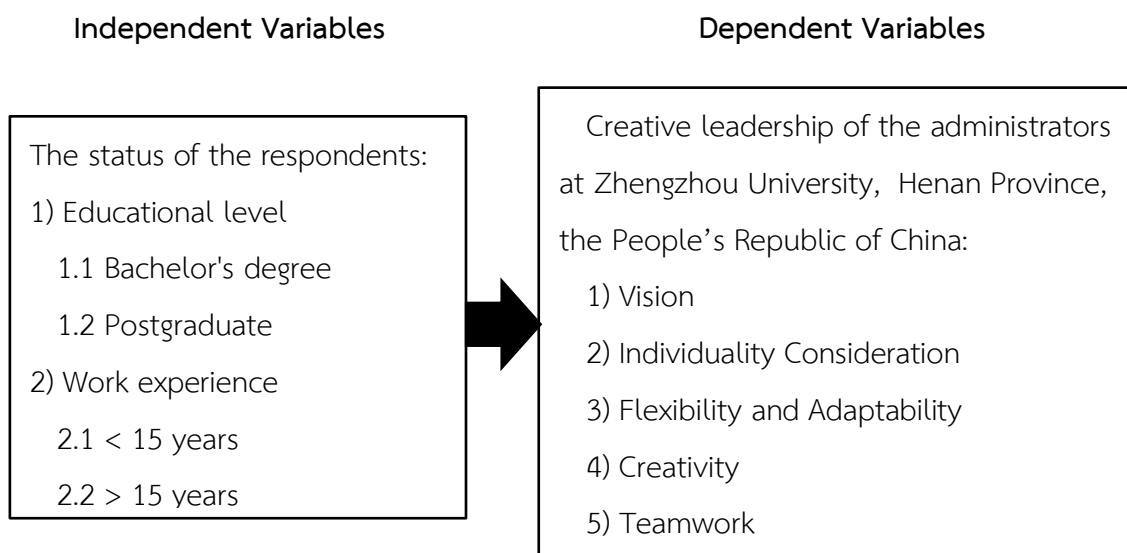 Independent Variables
Dependent Variables
The status of the respondents:
1) Educational level
1.1 Bachelor's degree
1.2 Postgraduate
2) Work experience
2.1 < 15 years
2.2 > 15 years
Creative leadership of the administrators
at Zhengzhou University, Henan Province,
the People’s Republic of China:
1) Vision
2) Individuality Consideration
3) Flexibility and Adaptability
4) Creativity
5) Teamwork